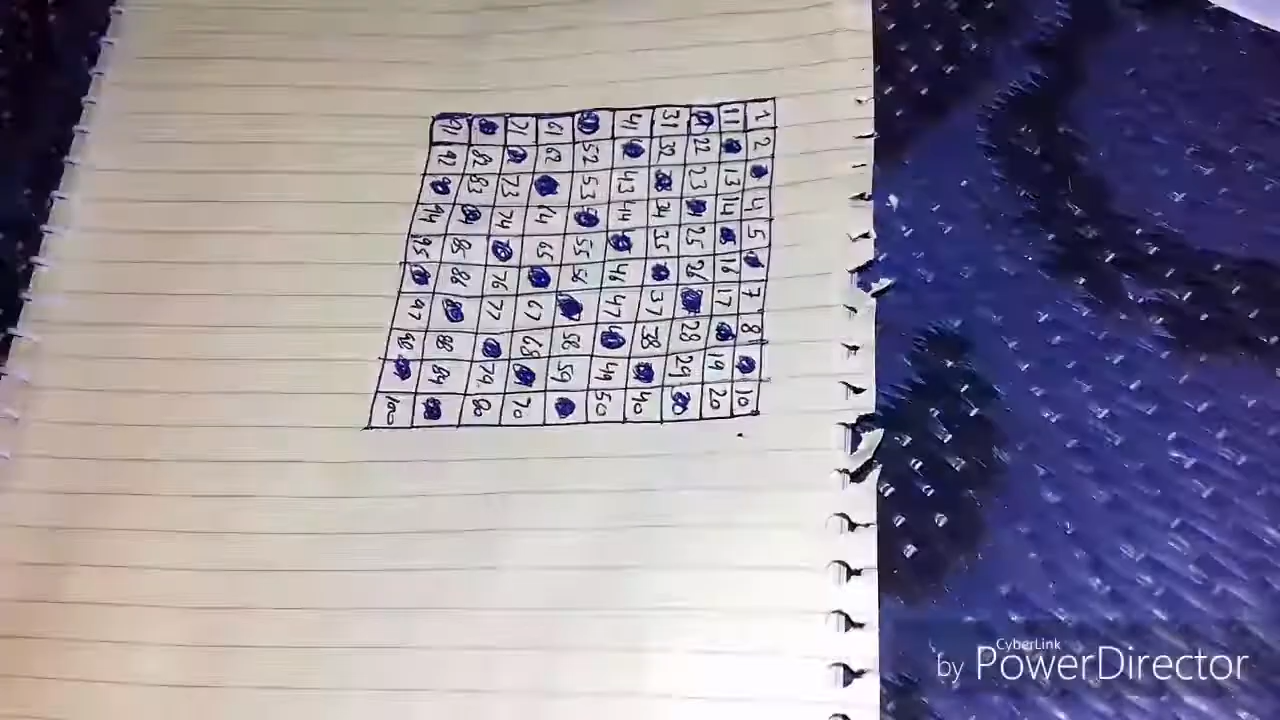 1 2 4 5 7 8 10
11 13 14 16 17 19 20
22 23 25 26 28 29
31 32 34 35 37 38 40
41 43 44 46 47 49 50
52 53 55 56 58 59
61 62 64 65 67 68 70
71 73 74 76 77 79 80
82 83 85 86 88 89
91 92 94 95 97 98 100
CyberLink
by PowerDirector